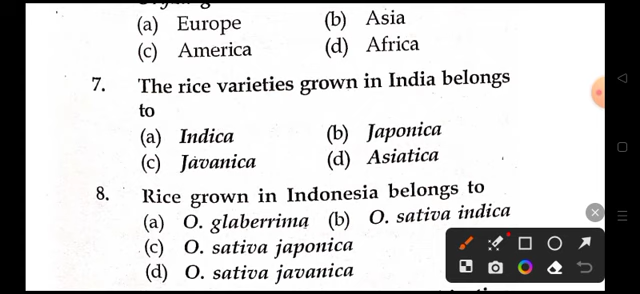 (a) Europe (b) Asia
(c) America (d) Africa
7. The rice varieties grown in India belongs
to
(a) Indica (b) Japonica
(c) Javanica (d) Asiatica
8. Rice grown in Indonesia belongs to
(a) O. glaberrima (b) O. sativa indica
(c) O. sativa japonica
(d) O. sativa javanica